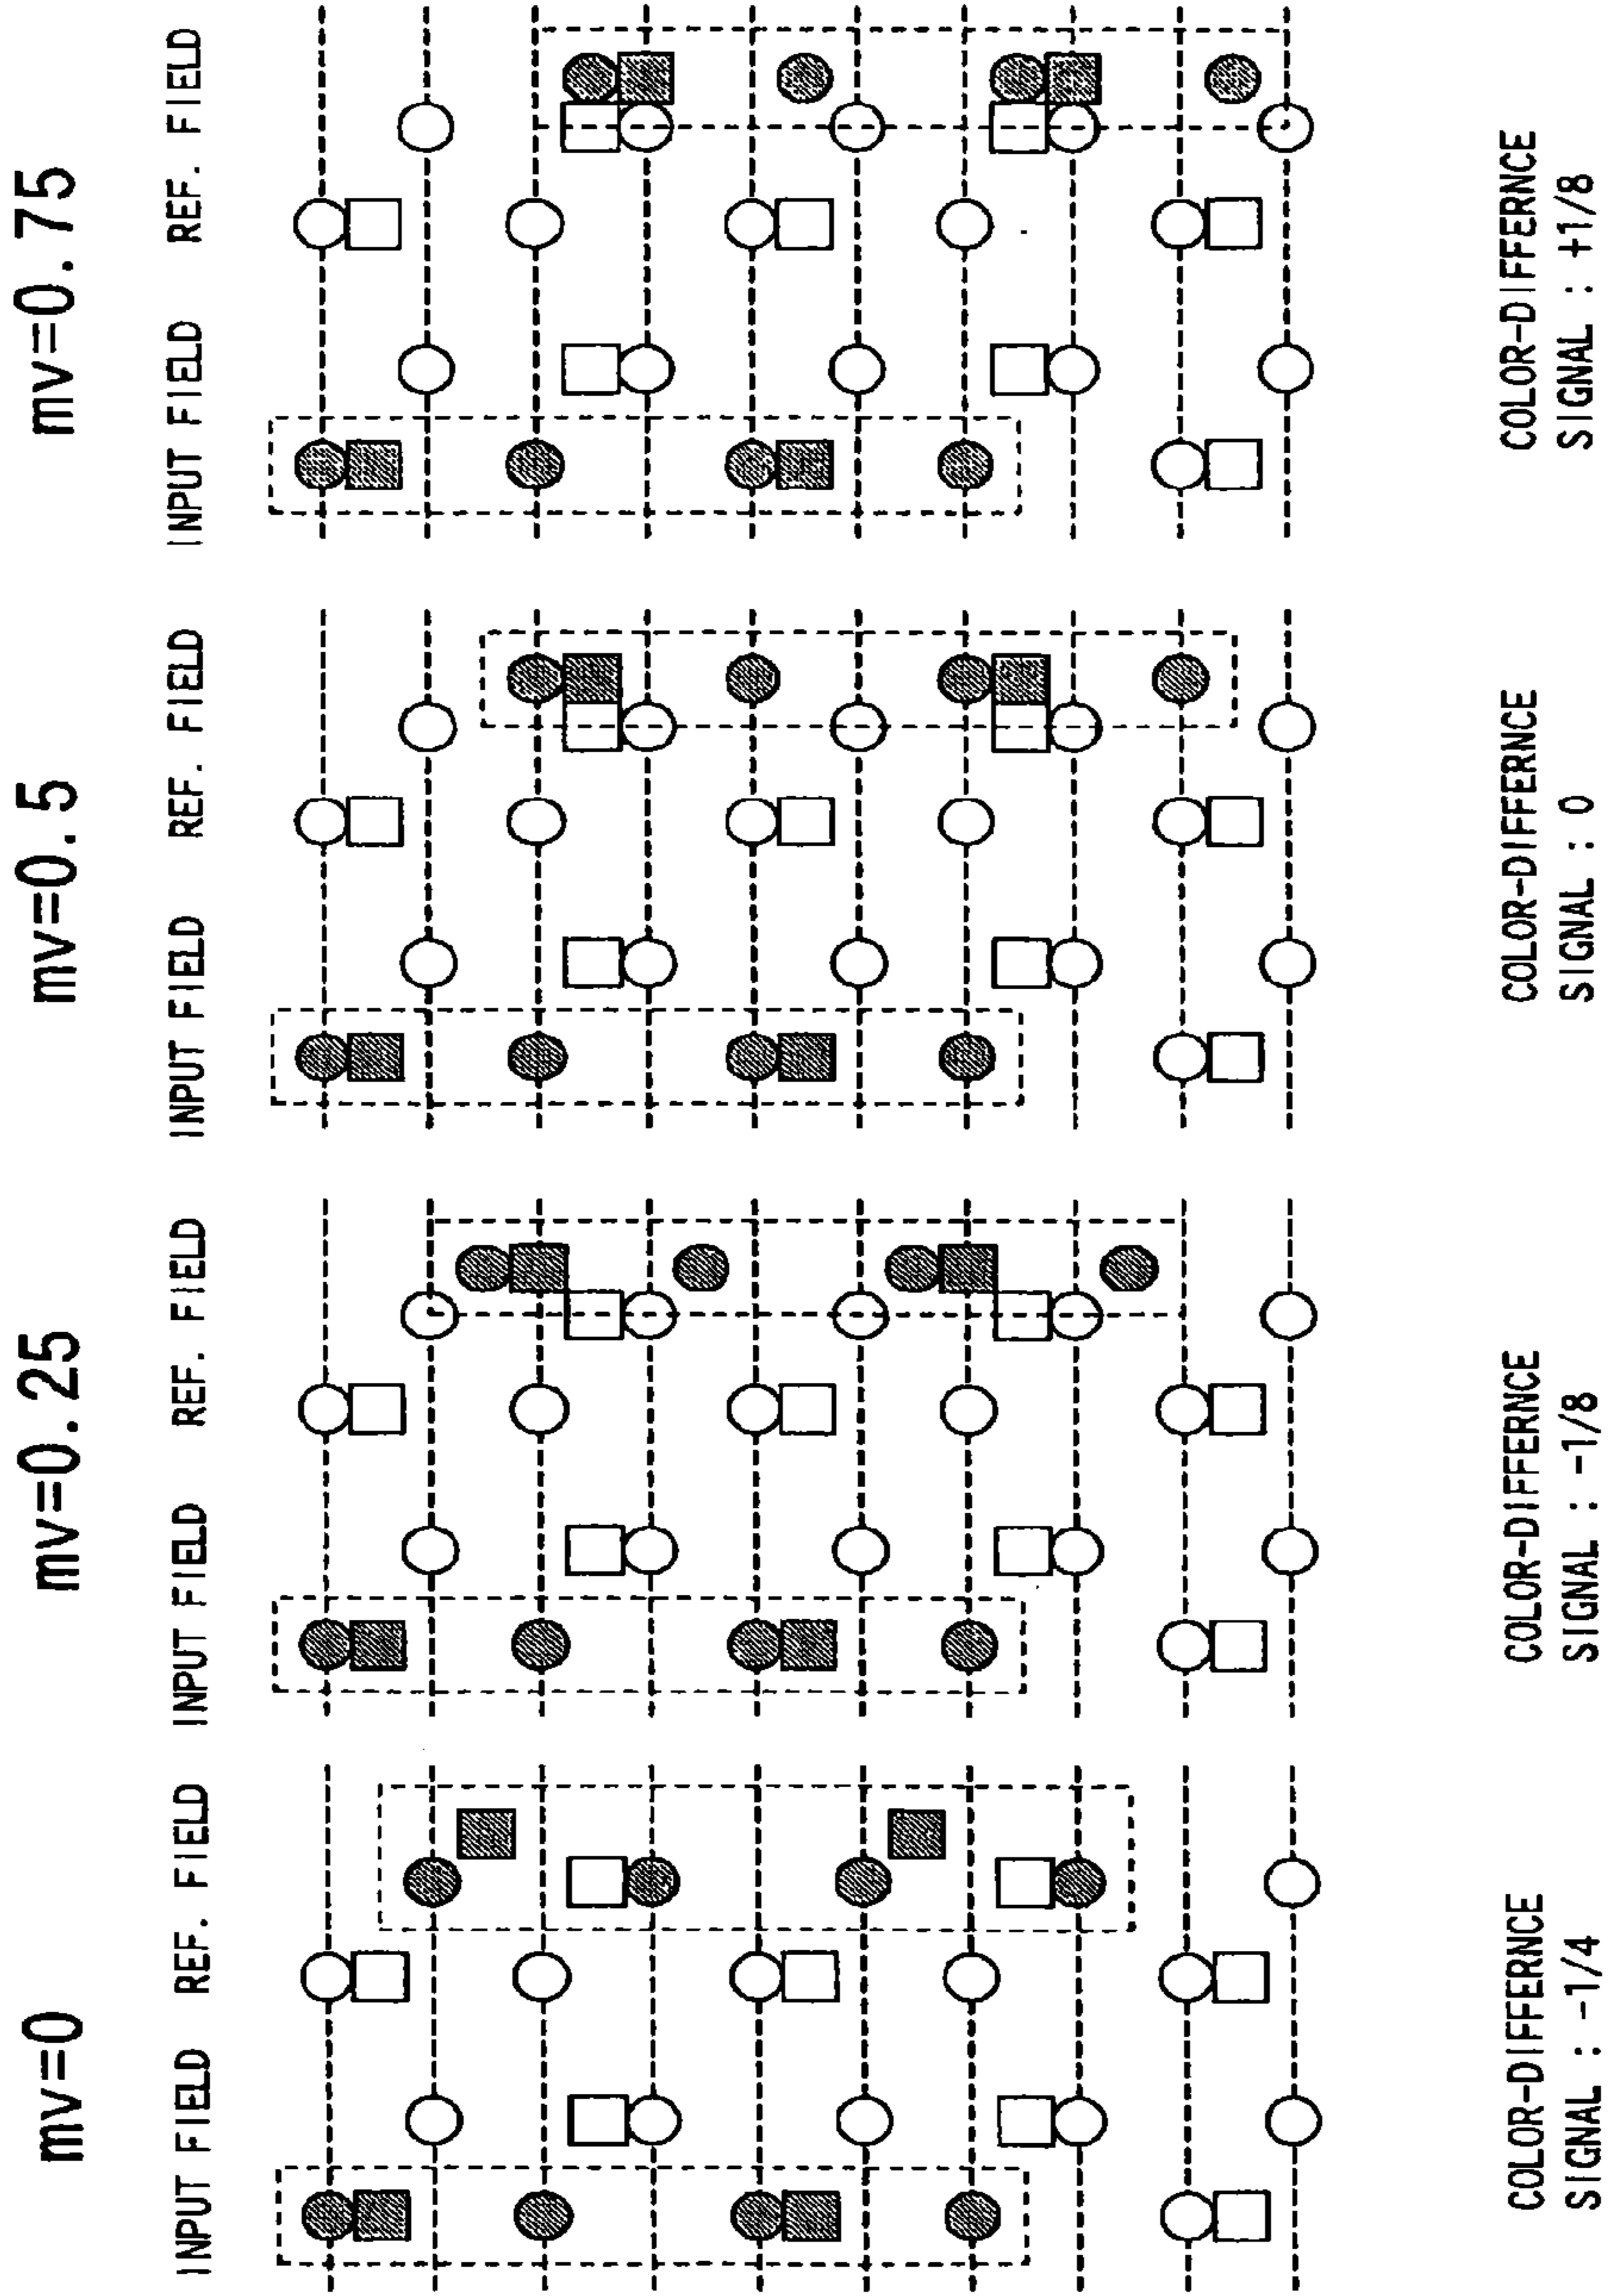 mv=0
INPUT FIELD REF. FIELD
COLOR-DIFFERNCE
SIGNAL : -1/4
mv=0.25
INPUT FIELD REF. FIELD
COLOR-DIFFERNCE
SIGNAL : -1/8
mv=0.5
INPUT FIELD REF. FIELD
COLOR-DIFFERNCE
SIGNAL : 0
mv=0.75
INPUT FIELD REF. FIELD
COLOR-DIFFERNCE
SIGNAL : +1/8